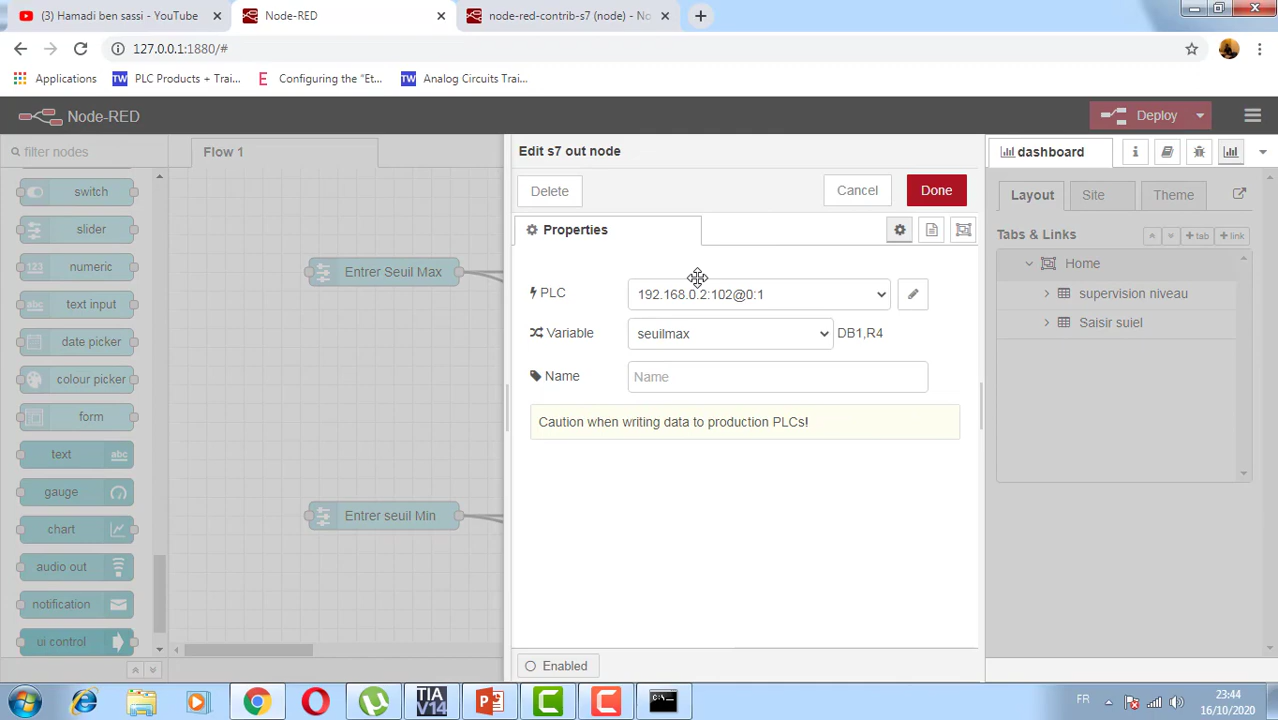 (3) Hamadi ben sassi - YouTube
Node-RED
node-red-contrib-s7 (node) - No
127.0.0.1:1880/#
Applications
TW PLC Products + Trai...
E Configuring the "Et...
TW Analog Circuits Trai...
Node-RED
Deploy
filter nodes
Flow 1
Edit s7 out node
dashboard
i
Delete
Cancel
Done
switch
slider
123 numeric
abc text input
date picker
colour picker
form
text abc
gauge
chart
audio out
notification
ui control
Entrer Seuil Max
Entrer seuil Min
Properties
PLC
192.168.0.2:102@0:1
Variable
seuilmax
DB1,R4
Name
Name
Caution when writing data to production PLCs!
Enabled
Layout
Site
Theme
Tabs & Links
+tab
+link
Home
supervision niveau
Saisir suiel
TIA
V14
FR
23:44
16/10/2020